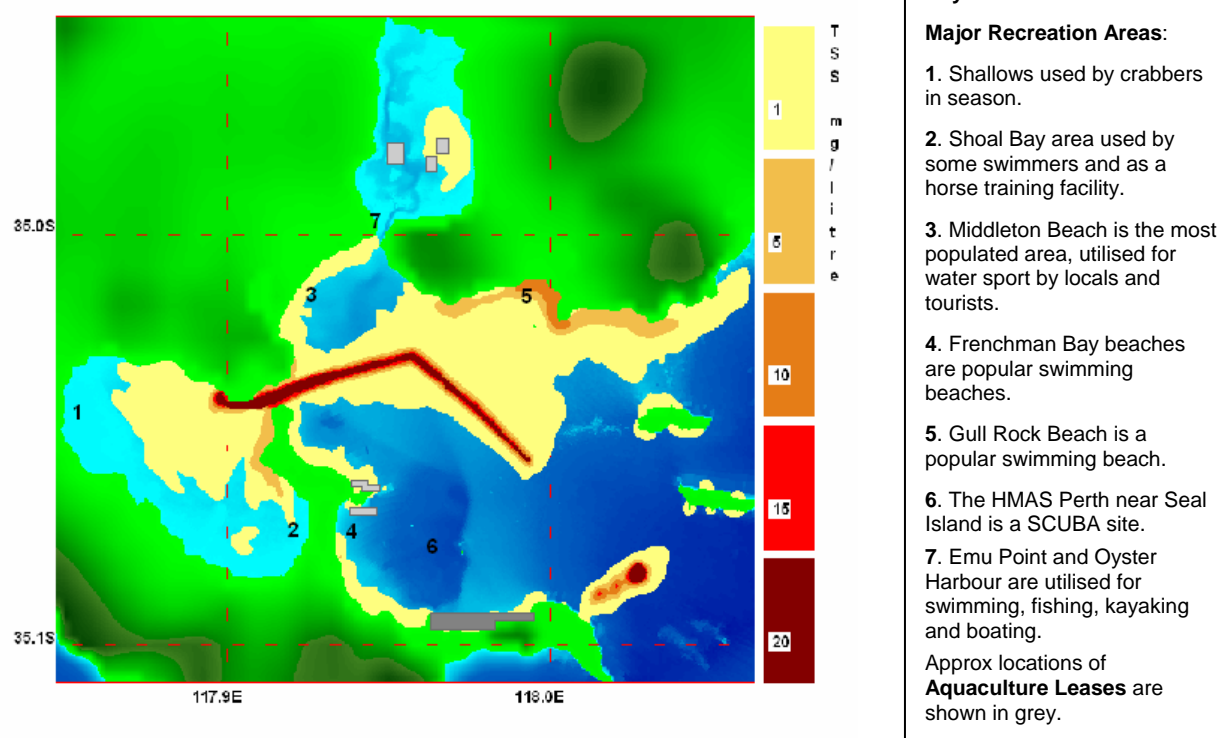 T
S
S
m
g
/
l
i
t
r
e
1
5
10
15
20
35.0S
35.1S
117.9E
118.0E
7
3
5
1
2
4
6
Major Recreation Areas:
1. Shallows used by crabbers
in season.
2. Shoal Bay area used by
some swimmers and as a
horse training facility.
3. Middleton Beach is the most
populated area, utilised for
water sport by locals and
tourists.
4. Frenchman Bay beaches
are popular swimming
beaches.
5. Gull Rock Beach is a
popular swimming beach.
6. The HMAS Perth near Seal
Island is a SCUBA site.
7. Emu Point and Oyster
Harbour are utilised for
swimming, fishing, kayaking
and boating.
Approx locations of
Aquaculture Leases are
shown in grey.